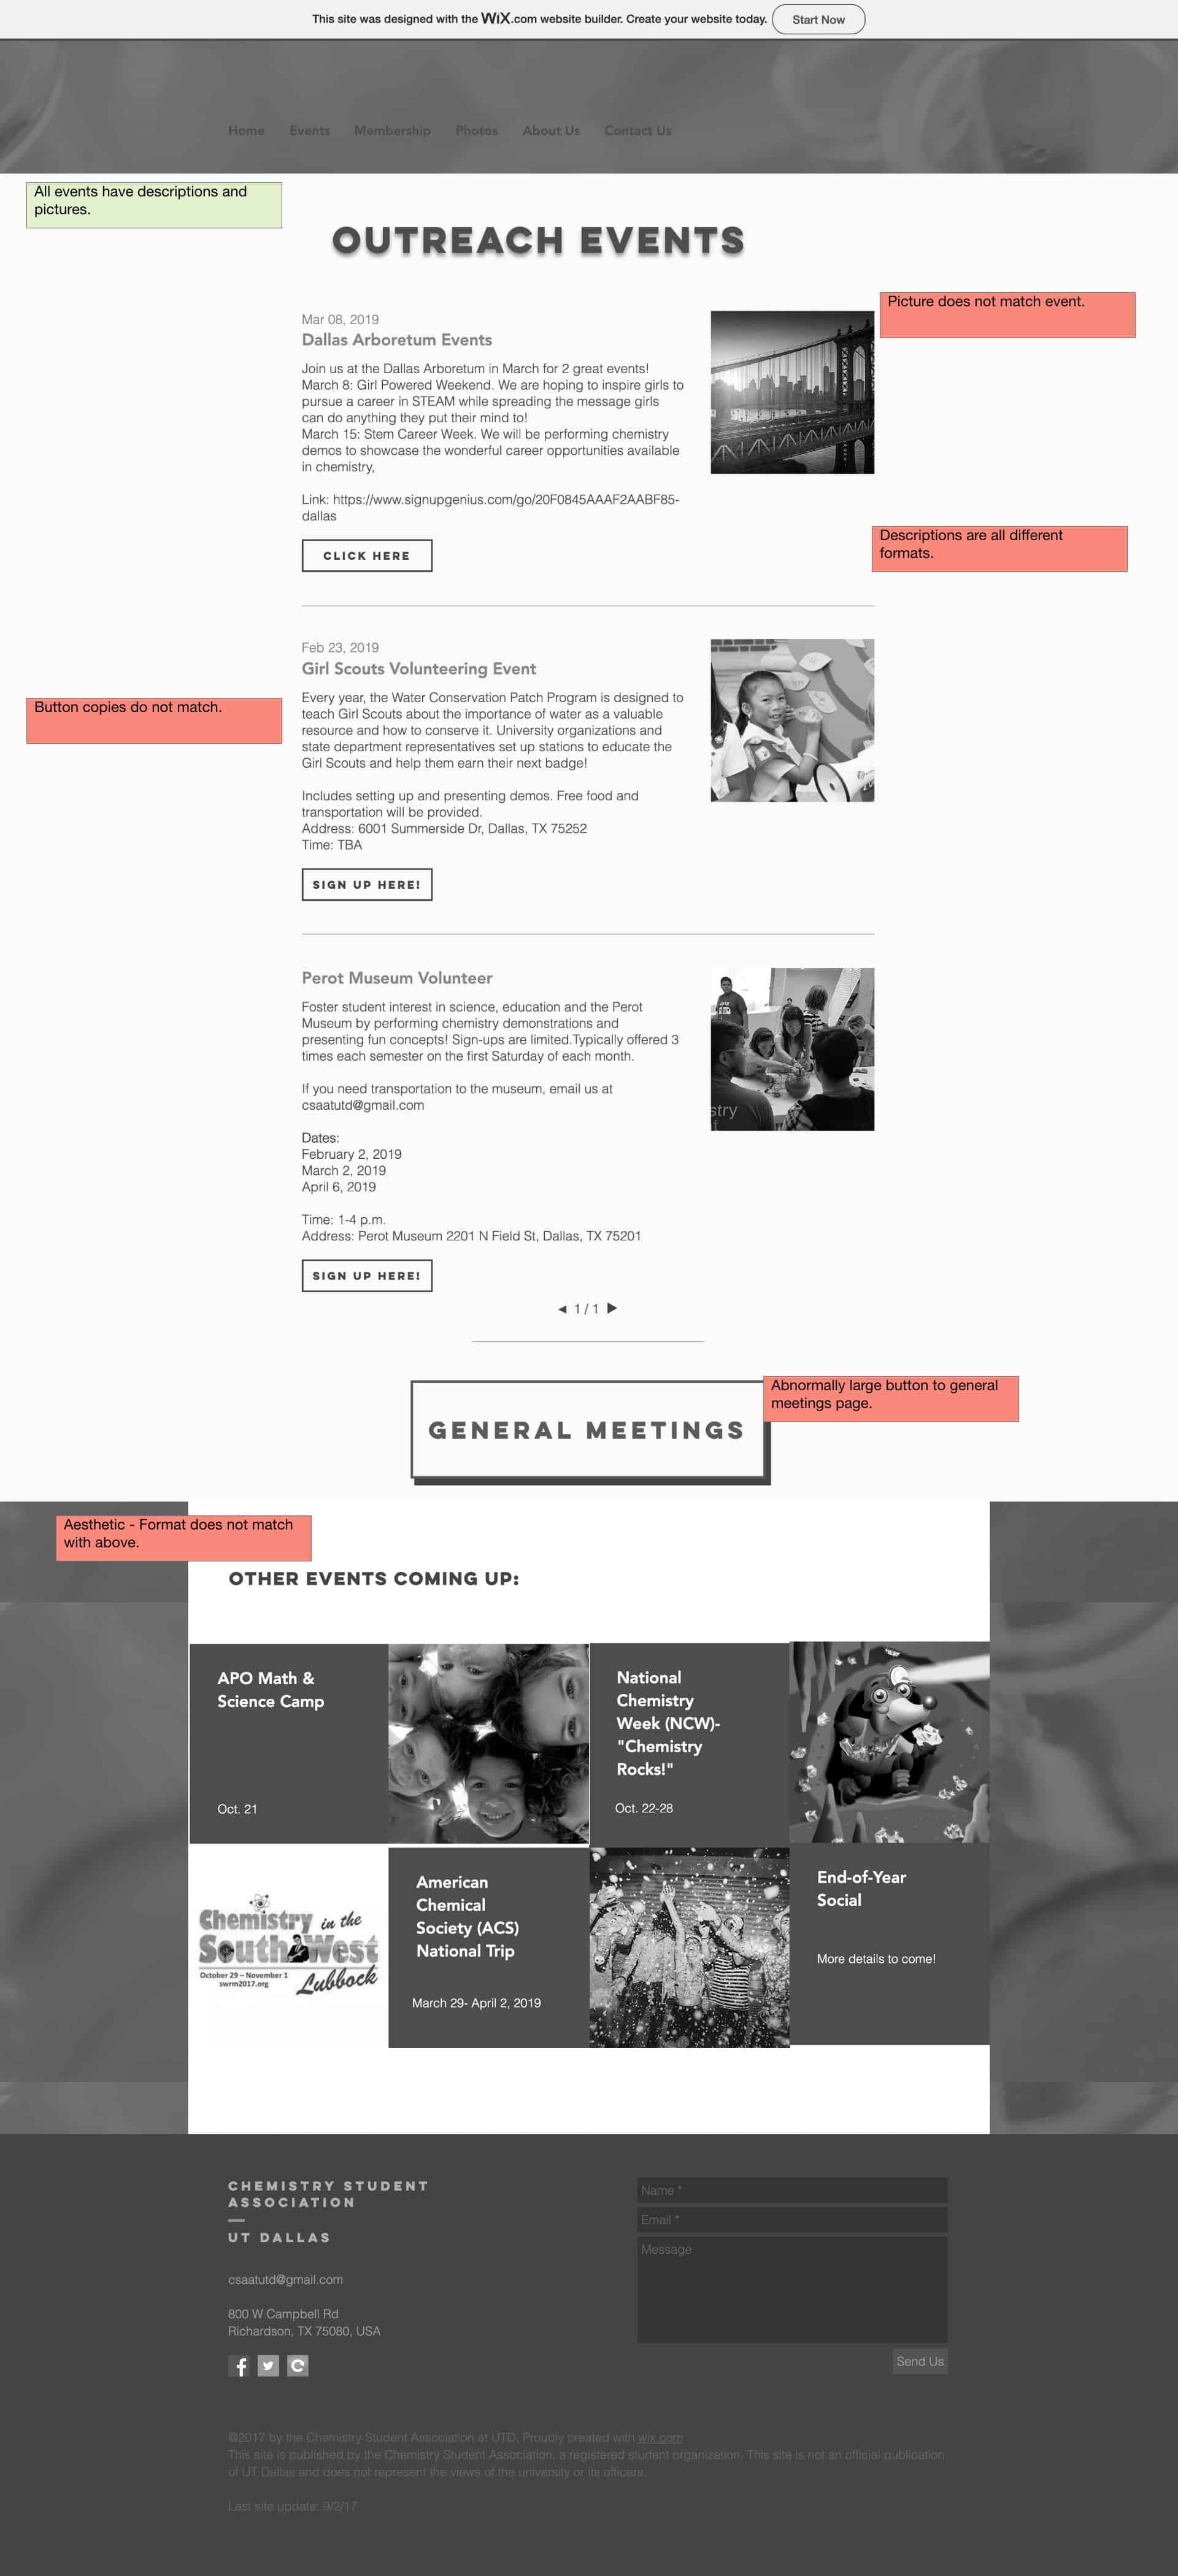 This site was designed with the WiX.com website builder. Create your website today.
Start Now
Home Events Membership Photos About Us Contact Us
All events have descriptions and
pictures.
OUTREACH EVENTS
Picture does not match event.
Mar 08, 2019
Dallas Arboretum Events
Join us at the Dallas Arboretum in March for 2 great events!
March 8: Girl Powered Weekend. We are hoping to inspire girls to
pursue a career in STEAM while spreading the message girls
can do anything they put their mind to!
March 15: Stem Career Week. We will be performing chemistry
demos to showcase the wonderful career opportunities available
in chemistry,
Link: https://www.signupgenius.com/go/20F0845AAAF2AABF85-
dallas
CLICK HERE
Descriptions are all different
formats.
Feb 23, 2019
Girl Scouts Volunteering Event
Button copies do not match.
Every year, the Water Conservation Patch Program is designed to
teach Girl Scouts about the importance of water as a valuable
resource and how to conserve it. University organizations and
state department representatives set up stations to educate the
Girl Scouts and help them earn their next badge!
Includes setting up and presenting demos. Free food and
transportation will be provided.
Address: 6001 Summerside Dr, Dallas, TX 75252
Time: TBA
SIGN UP HERE!
Perot Museum Volunteer
Foster student interest in science, education and the Perot
Museum by performing chemistry demonstrations and
presenting fun concepts! Sign-ups are limited.Typically offered 3
times each semester on the first Saturday of each month.
If you need transportation to the museum, email us at
csaatutd@gmail.com
stry
t
Dates:
February 2, 2019
March 2, 2019
April 6, 2019
Time: 1-4 p.m.
Address: Perot Museum 2201 N Field St, Dallas, TX 75201
SIGN UP HERE!
1 / 1
GENERAL MEETINGS
Abnormally large button to general
meetings page.
Aesthetic - Format does not match
with above.
OTHER EVENTS COMING UP:
APO Math &
Science Camp
Oct. 21
National
Chemistry
Week (NCW)-
"Chemistry
Rocks!"
Oct. 22-28
Chemistry in the
SouthWest
October 29 – November 1
swrm2017.org
Lubbock
American
Chemical
Society (ACS)
National Trip
March 29- April 2, 2019
End-of-Year
Social
More details to come!
CHEMISTRY STUDENT
ASSOCIATION
UT DALLAS
csaatutd@gmail.com
800 W Campbell Rd
Richardson, TX 75080, USA
Name *
Email *
Message
Send Us
@2017 by the Chemistry Student Association at UTD. Proudly created with wix.com
This site is published by the Chemistry Student Association, a registered student organization. This site is not an official publication
of UT Dallas and does not represent the views of the university or its officers.
Last site update: 9/2/17